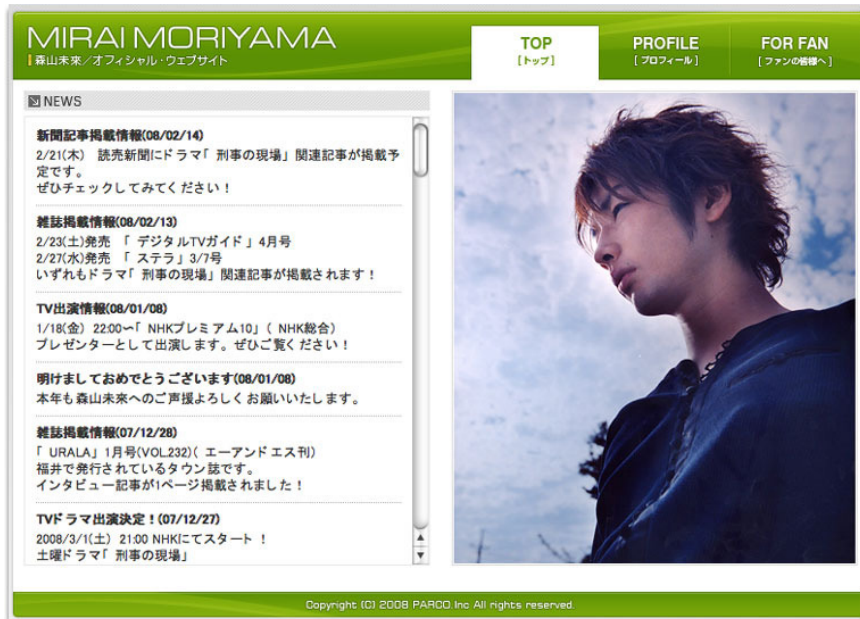 MIRAI MORIYAMA
森山未來／オフィシャル・ウェブサイト
TOP
[トップ]
PROFILE
[プロフィール]
FOR FAN
[ファンの皆様へ]
NEWS
新聞記事掲載情報(08/02/14)
2/21(木) 読売新聞にドラマ「 刑事の現場」関連記事が掲載予
定です。
ぜひチェックしてみてください！
雑誌掲載情報(08/02/13)
2/23(土)発売 「 デジタルTVガイド 」4月号
2/27(水)発売 「 ステラ」3/7号
いずれもドラマ「 刑事の現場」関連記事が掲載されます！
TV出演情報(08/01/08)
1/18(金) 22:00〜「 NHKプレミアム10」( NHK総合)
プレゼンターとして出演します。ぜひご覧ください！
明けましておめでとうございます(08/01/08)
本年も森山未來へのご声援よろしくお願いいたします。
雑誌掲載情報(07/12/28)
「 URALA」1月号(VOL.232)( エーアンドエス刊)
福井で発行されているタウン誌です。
インタビュー記事が1ページ掲載されました！
TVドラマ出演決定！(07/12/27)
2008/3/1(土) 21:00 NHKにてスタート ！
土曜ドラマ「 刑事の現場」
Copyright (C) 2008 PARCO.Inc All rights reserved.